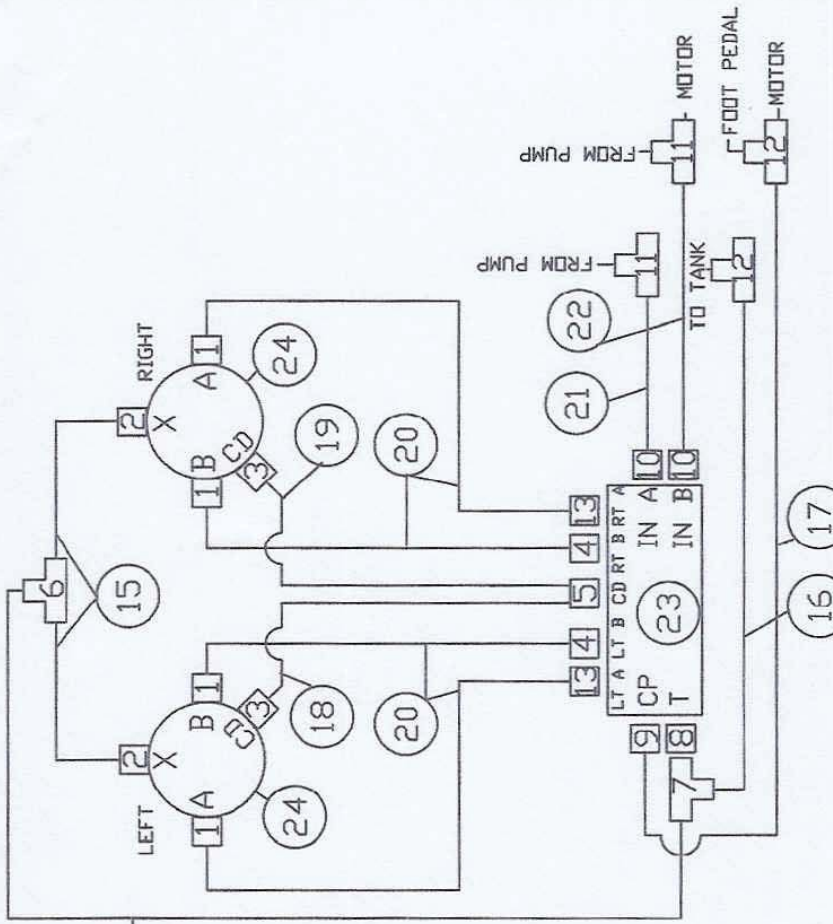 6
15
RIGHT
LEFT
2
2
X
X
B
A
A
B
CD
CD
1
1
1
1
3
3
24
24
18
19
20
20
13
4
5
4
13
LT A
LT B
CD
RT B
RT A
9
CP
IN A
10
8
T
IN B
10
23
7
21
22
FROM PUMP
11
FROM PUMP
11
MOTOR
TO TANK
12
FOOT PEDAL
12
MOTOR
16
17